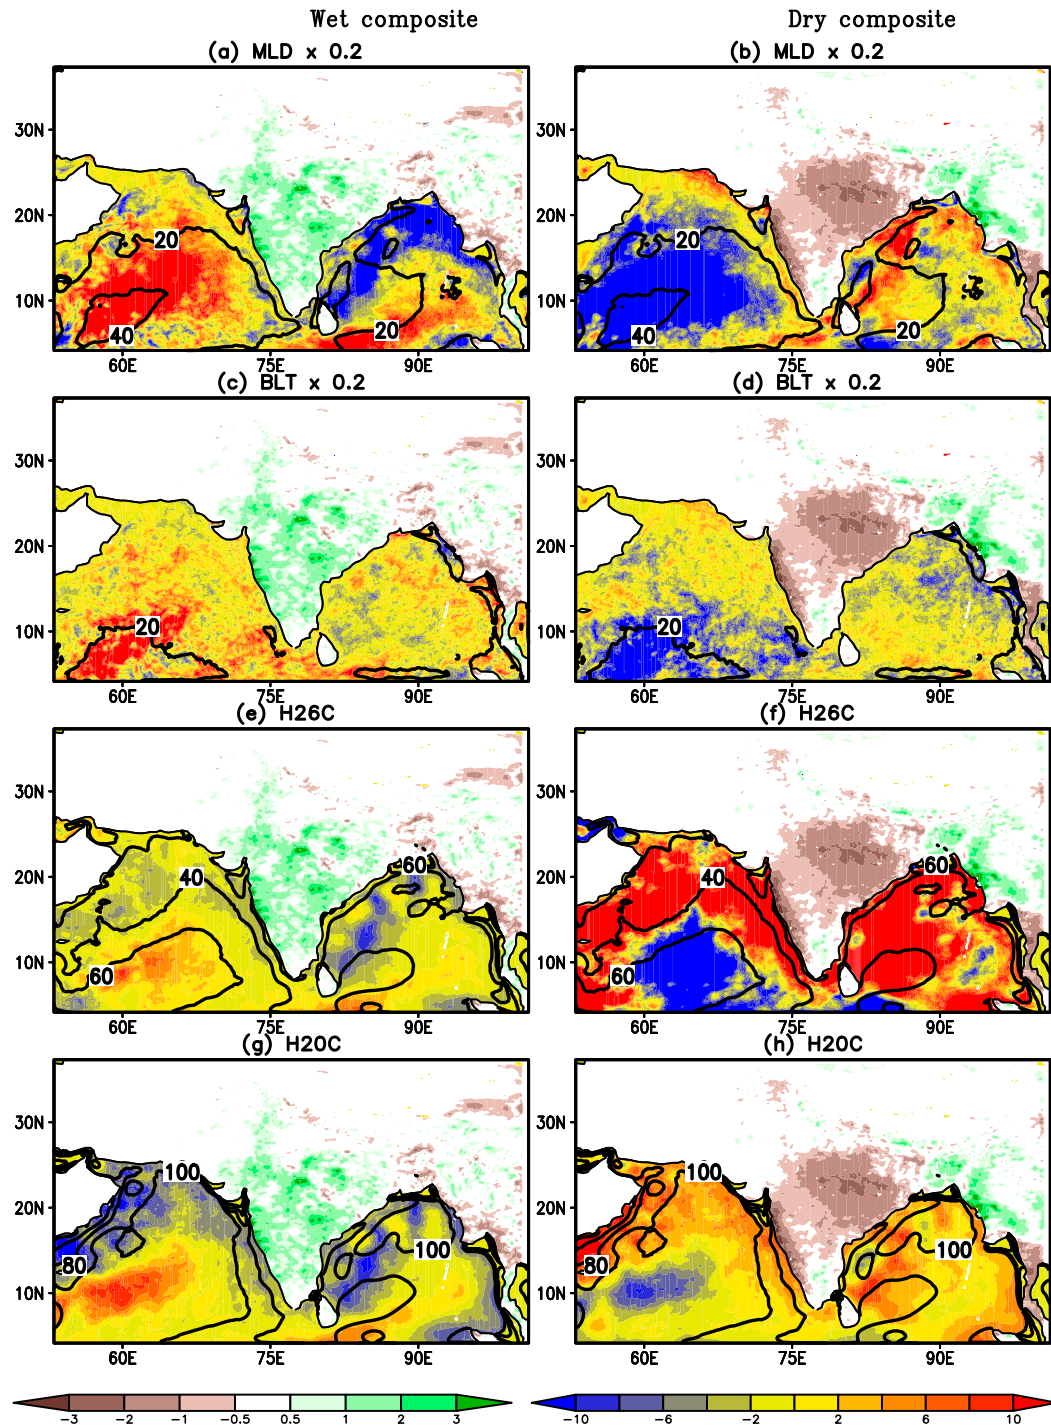 Wet composite Dry composite
(a) MLD x 0.2 (b) MLD x 0.2
30N 30N
20N 20 20N 20
10N 10N
40 20 40 20
60E 75E 90E 60E 75E 90E
(c) BLT x 0.2 (d) BLT x 0.2
30N 30N
20N 20N
10N 20 10N 20
60E 75E 90E 60E 75E 90E
(e) H26C (f) H26C
30N 30N
60 60
20N 40 20N 40
10N 60 10N 60
60E 75E 90E 60E 75E 90E
(g) H20C (h) H20C
30N 30N
100 100
20N 20N
100 100
80 80
10N 10N
60E 75E 90E 60E 75E 90E
-3 -2 -1 -0.5 0.5 1 2 3 -10 -6 -2 2 6 10